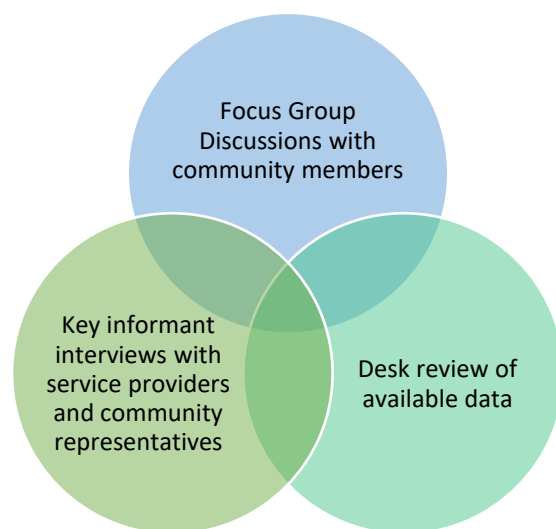 Focus Group
Discussions with
community members
Key informant
interviews with
service providers
and community
representatives
Desk review of
available data